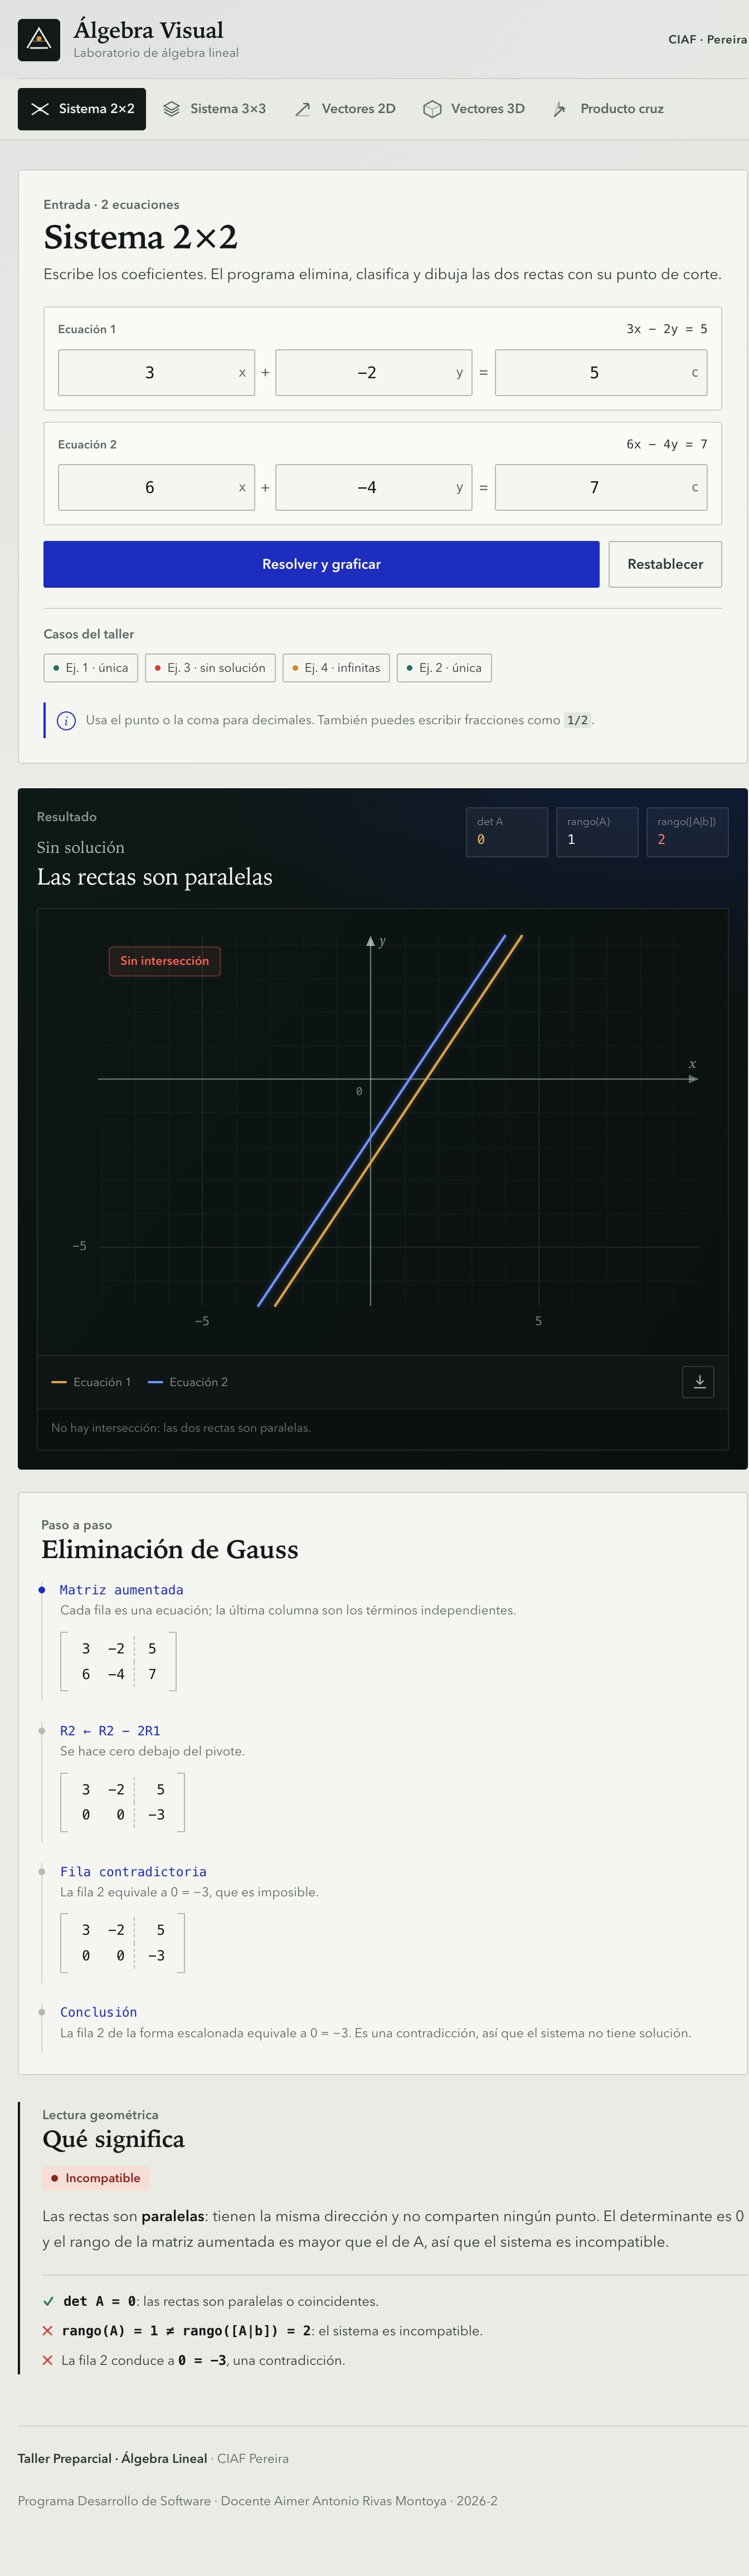 Álgebra Visual
Laboratorio de álgebra lineal
CIAF · Pereira
Sistema 2×2
Sistema 3×3
Vectores 2D
Vectores 3D
Producto cruz
Entrada · 2 ecuaciones
Sistema 2×2
Escribe los coeficientes. El programa elimina, clasifica y dibuja las dos rectas con su punto de corte.
Ecuación 1
3x − 2y = 5
3 x + −2 y = 5 c
Ecuación 2
6x − 4y = 7
6 x + −4 y = 7 c
Resolver y graficar
Restablecer
Casos del taller
Ej. 1 · única
Ej. 3 · sin solución
Ej. 4 · infinitas
Ej. 2 · única
i Usa el punto o la coma para decimales. También puedes escribir fracciones como 1/2.
Resultado
Sin solución
Las rectas son paralelas
det A
0
rango(A)
1
rango([A|b])
2
Sin intersección
y
x
0
−5
−5
5
Ecuación 1
Ecuación 2
No hay intersección: las dos rectas son paralelas.
Paso a paso
Eliminación de Gauss
Matriz aumentada
Cada fila es una ecuación; la última columna son los términos independientes.
3 −2 5
6 −4 7
R2 ← R2 − 2R1
Se hace cero debajo del pivote.
3 −2 5
0 0 −3
Fila contradictoria
La fila 2 equivale a 0 = −3, que es imposible.
3 −2 5
0 0 −3
Conclusión
La fila 2 de la forma escalonada equivale a 0 = −3. Es una contradicción, así que el sistema no tiene solución.
Lectura geométrica
Qué significa
Incompatible
Las rectas son paralelas: tienen la misma dirección y no comparten ningún punto. El determinante es 0
y el rango de la matriz aumentada es mayor que el de A, así que el sistema es incompatible.
det A = 0: las rectas son paralelas o coincidentes.
rango(A) = 1 ≠ rango([A|b]) = 2: el sistema es incompatible.
La fila 2 conduce a 0 = −3, una contradicción.
Taller Preparcial · Álgebra Lineal · CIAF Pereira
Programa Desarrollo de Software · Docente Aimer Antonio Rivas Montoya · 2026-2